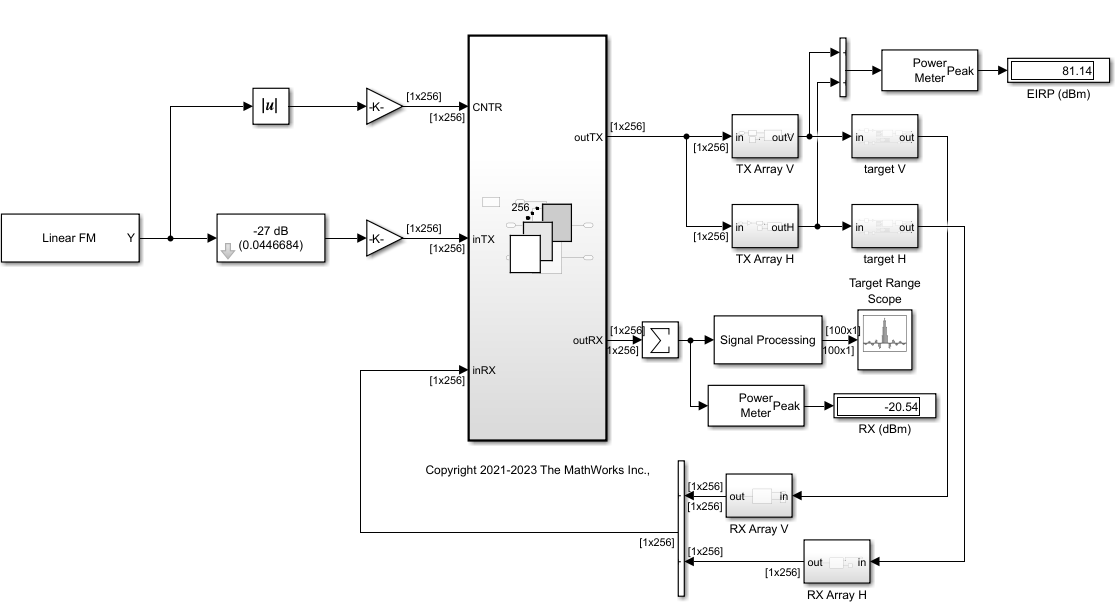 Linear FM
Y
|u|
-27 dB
(0.0446684)
-K-
[1x256]
[1x256]
-K-
[1x256]
[1x256]
CNTR
inTX
inRX
[1x256]
256
outTX
[1x256]
outRX
[1x256]
1x256]
[1x256]
in
outV
TX Array V
[1x256]
in
outH
TX Array H
in
out
target V
in
out
target H
Power
Meter
Peak
81.14
EIRP (dBm)
Target Range
Scope
Signal Processing
[100x1]
100x1]
Power
Meter
Peak
-20.54
RX (dBm)
Copyright 2021-2023 The MathWorks Inc.,
[1x256]
[1x256]
out
in
RX Array V
[1x256]
[1x256]
[1x256]
out
in
RX Array H